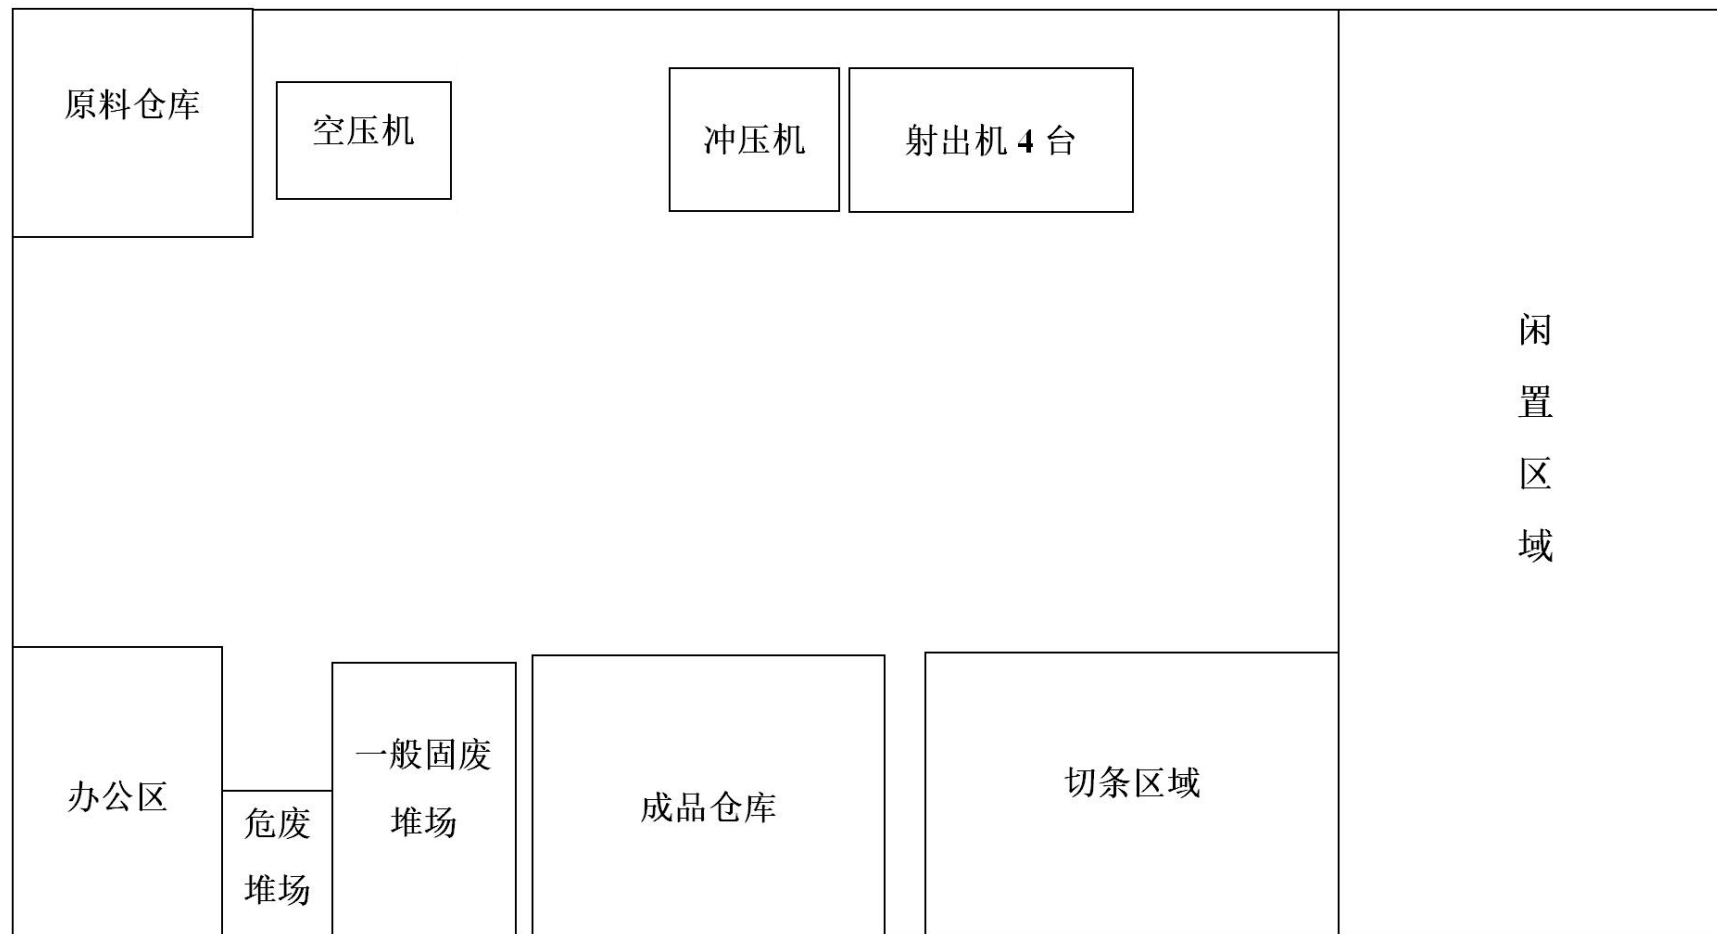 原料仓库
空压机
冲压机
射出机 4 台
闲
置
区
域
办公区
危废
堆场
一般固废
堆场
成品仓库
切条区域